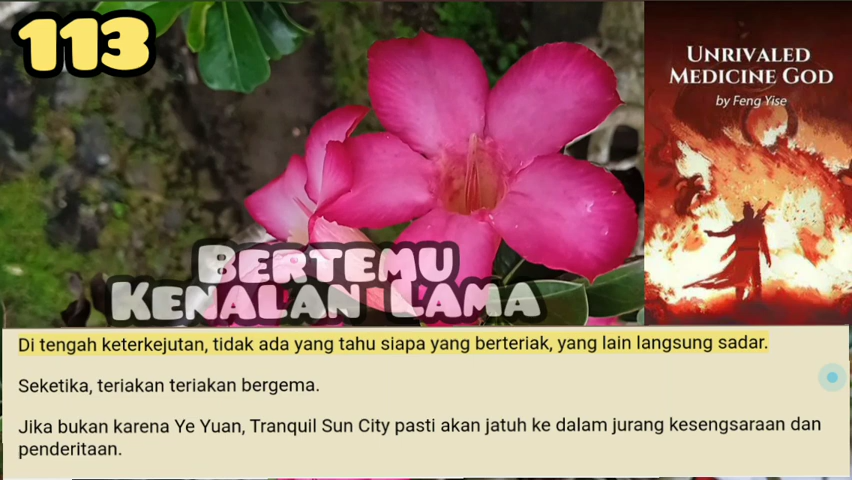 113
UNRIVALED
MEDICINE GOD
by Feng Yise
BERTEMU
KENALAN LAMA
Di tengah keterkejutan, tidak ada yang tahu siapa yang berteriak, yang lain langsung sadar.
Seketika, teriakan teriakan bergema.
Jika bukan karena Ye Yuan, Tranquil Sun City pasti akan jatuh ke dalam jurang kesengsaraan dan
penderitaan.